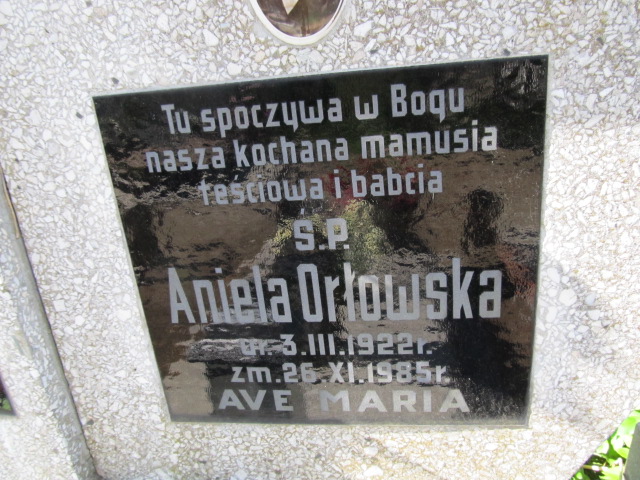 Tu spoczywa w Bogu
nasza kochana mamusia
teściowa i babcia
Ś.P.
Aniela Orłowska
ur. 3.III.1922r.
zm. 26.XI.1985r.
AVE MARIA